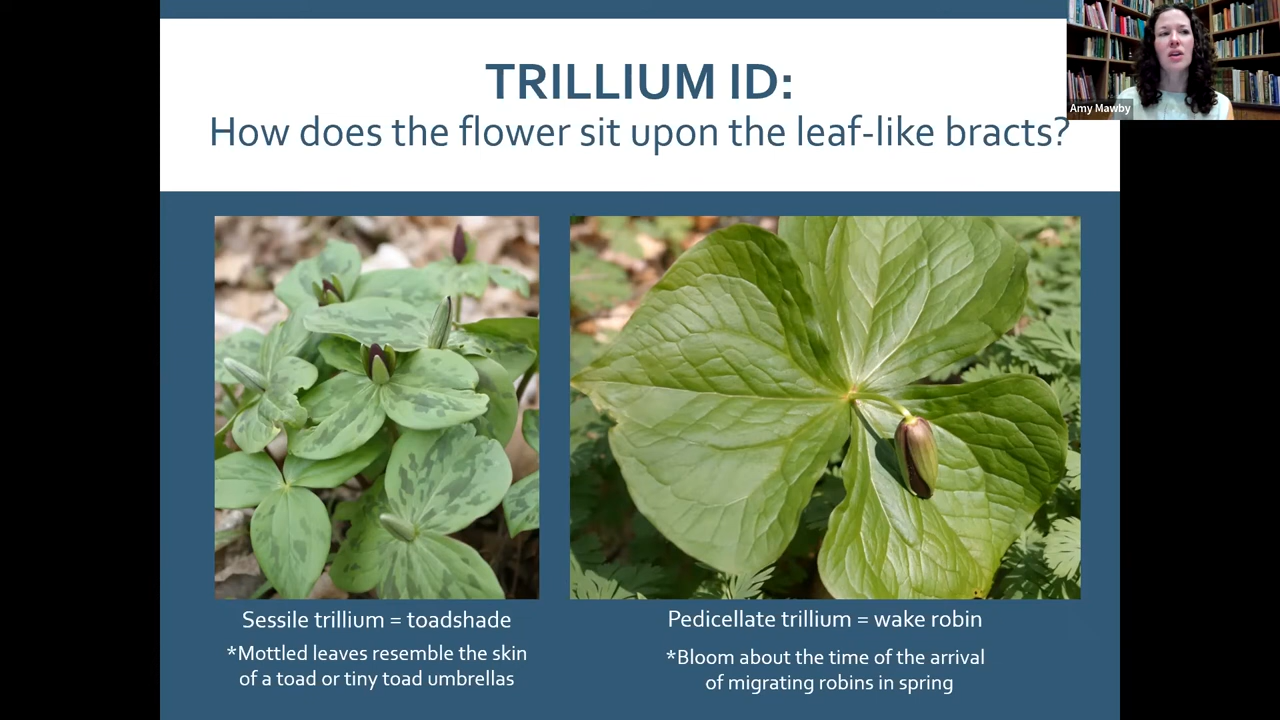 TRILLIUM ID:
How does the flower sit upon the leaf-like bracts?
Amy Mawby
Sessile trillium = toadshade
*Mottled leaves resemble the skin
of a toad or tiny toad umbrellas
Pedicellate trillium = wake robin
*Bloom about the time of the arrival
of migrating robins in spring